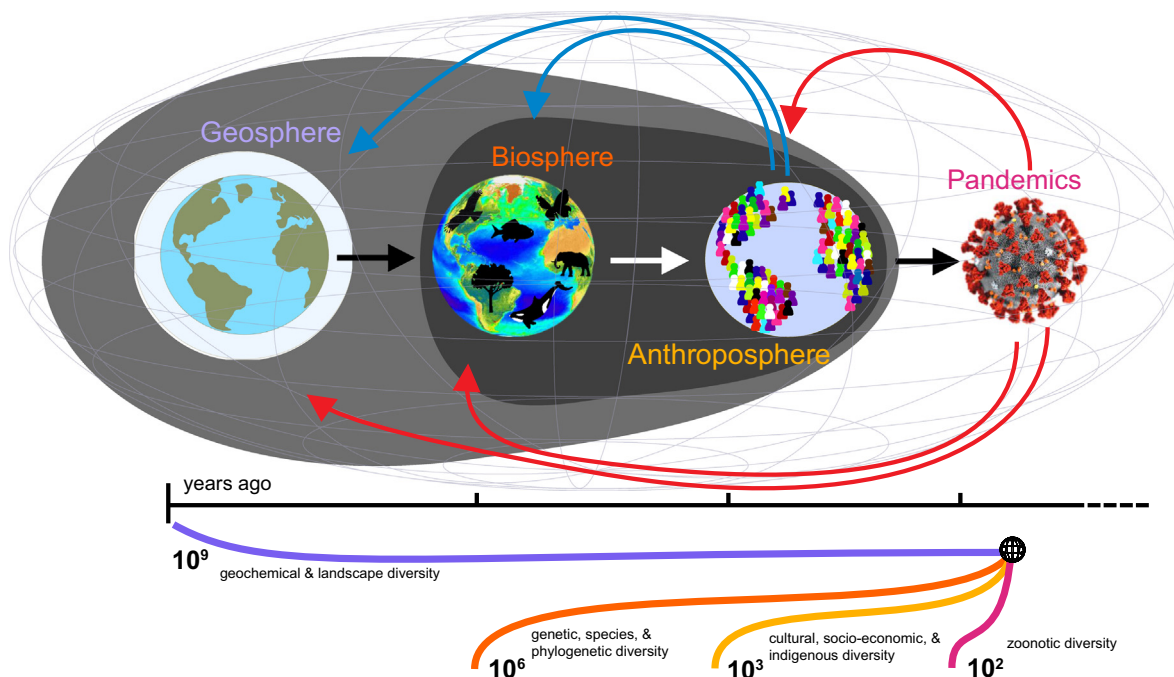 Geosphere
Biosphere
Pandemics
Anthroposphere
years ago
10⁹
geochemical & landscape diversity
10⁶
genetic, species, &
phylogenetic diversity
10³
cultural, socio-economic, &
indigenous diversity
10²
zoonotic diversity